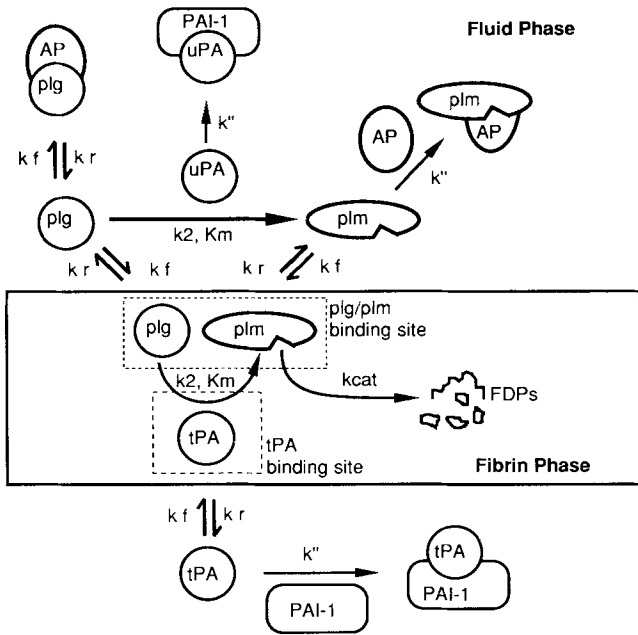 PAI-1
uPA
Fluid Phase
AP
plg
plm
AP
AP
k"
k"
k f
k r
uPA
plg
k2, Km
plm
k r
k f
k r
k f
plg
plm
plg/plm
binding site
k2, Km
kcat
FDPs
tPA
tPA
binding site
Fibrin Phase
k f
k r
tPA
k"
PAI-1
tPA
PAI-1